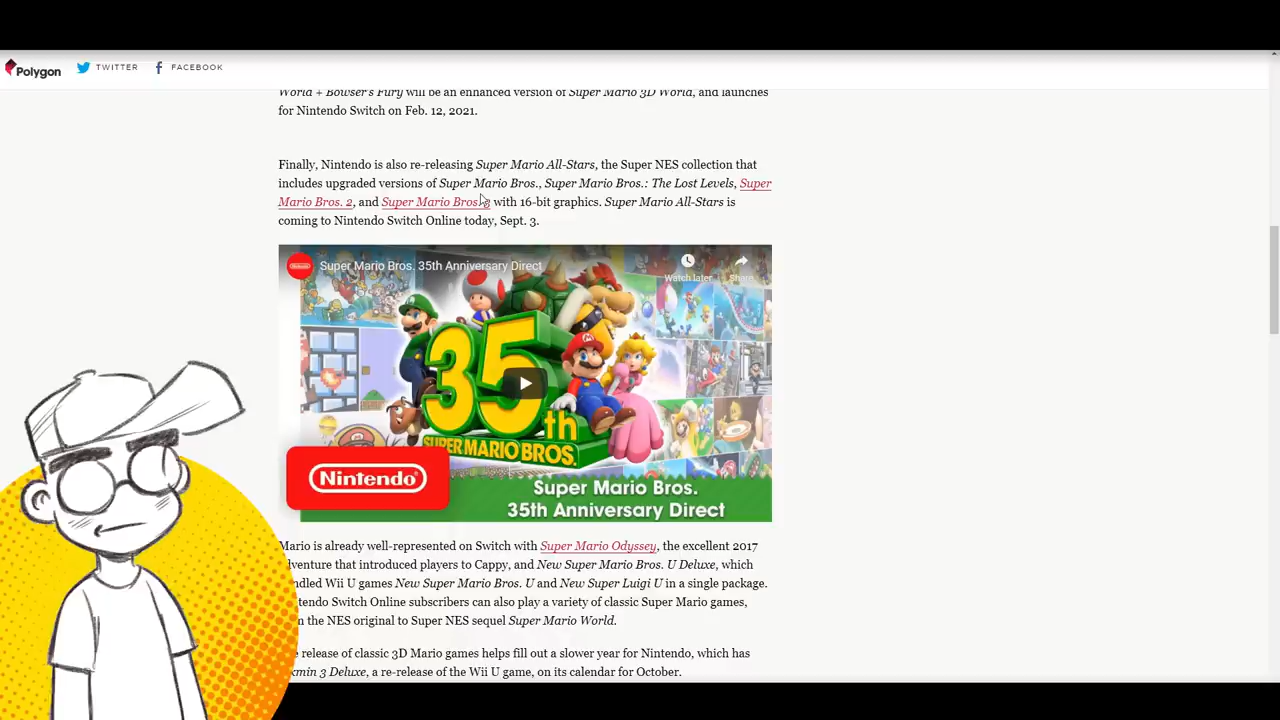 Polygon TWITTER FACEBOOK
World + Bowser's Fury will be an enhanced version of Super Mario 3D World, and launches
for Nintendo Switch on Feb. 12, 2021.
Finally, Nintendo is also re-releasing Super Mario All-Stars, the Super NES collection that
includes upgraded versions of Super Mario Bros., Super Mario Bros.: The Lost Levels, Super
Mario Bros. 2, and Super Mario Bros. 3 with 16-bit graphics. Super Mario All-Stars is
coming to Nintendo Switch Online today, Sept. 3.
Super Mario Bros. 35th Anniversary Direct
Watch later Share
35th
SUPER MARIO BROS.
Nintendo
Super Mario Bros.
35th Anniversary Direct
Mario is already well-represented on Switch with Super Mario Odyssey, the excellent 2017
dventure that introduced players to Cappy, and New Super Mario Bros. U Deluxe, which
ndled Wii U games New Super Mario Bros. U and New Super Luigi U in a single package.
tendo Switch Online subscribers can also play a variety of classic Super Mario games,
the NES original to Super NES sequel Super Mario World.
release of classic 3D Mario games helps fill out a slower year for Nintendo, which has
kmin 3 Deluxe, a re-release of the Wii U game, on its calendar for October.